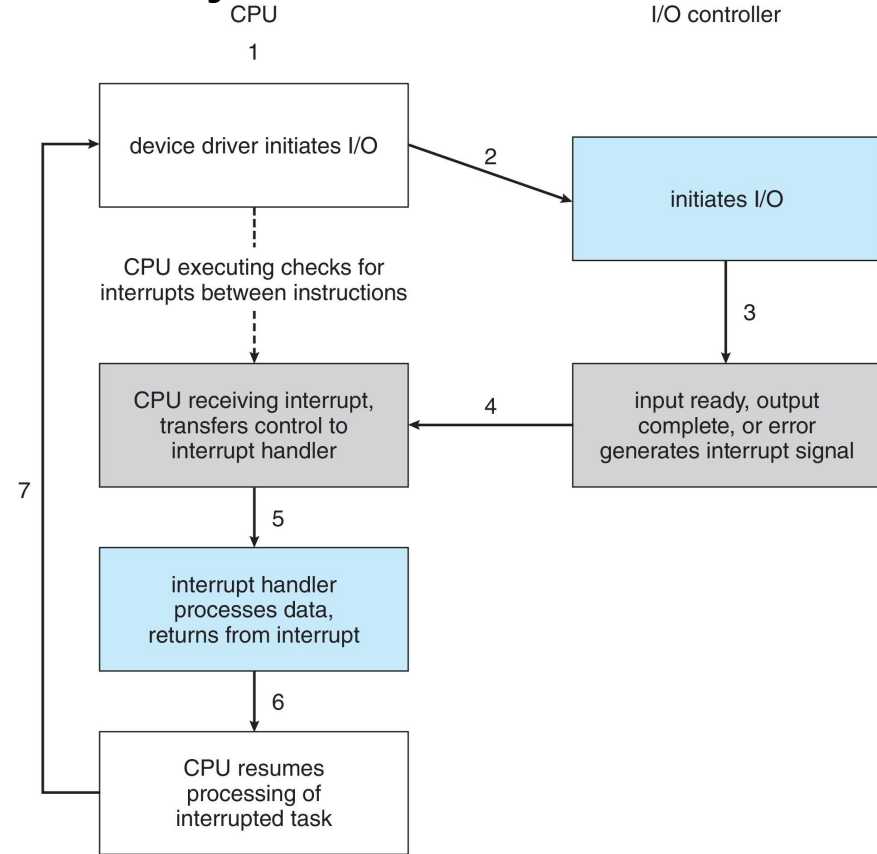 CPU
I/O controller
1
device driver initiates I/O
2
initiates I/O
CPU executing checks for
interrupts between instructions
3
CPU receiving interrupt,
transfers control to
interrupt handler
4
input ready, output
complete, or error
generates interrupt signal
7
5
interrupt handler
processes data,
returns from interrupt
6
CPU resumes
processing of
interrupted task